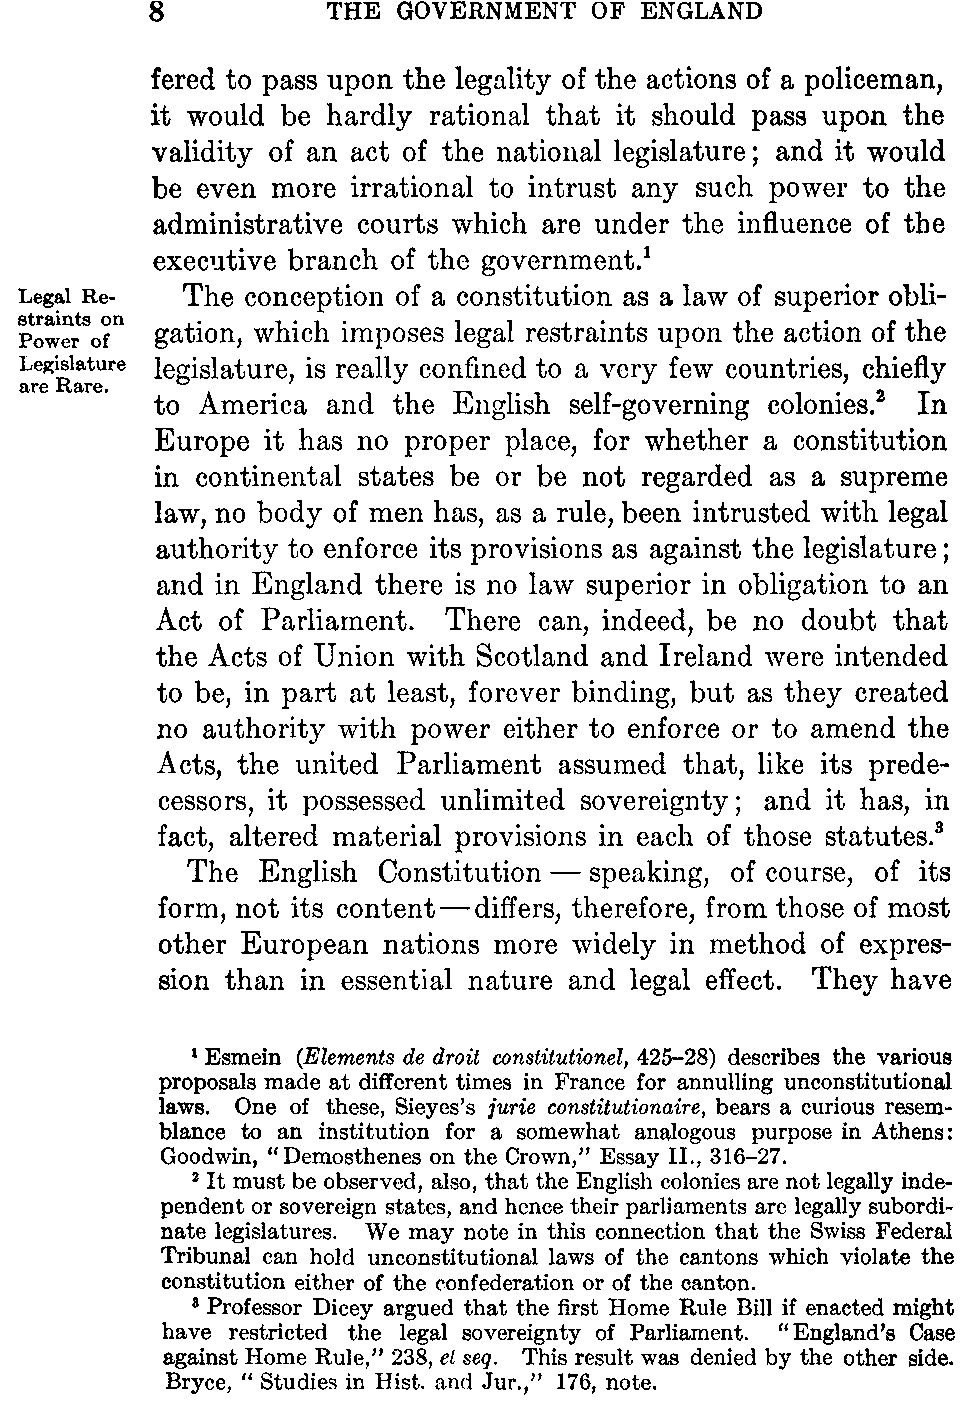 8 THE GOVERNMENT OF ENGLAND
fered to pass upon the legality of the actions of a policeman,
it would be hardly rational that it should pass upon the
validity of an act of the national legislature; and it would
be even more irrational to intrust any such power to the
administrative courts which are under the influence of the
executive branch of the government.¹
Legal Re-
straints on
Power of
Legislature
are Rare.
The conception of a constitution as a law of superior obli-
gation, which imposes legal restraints upon the action of the
legislature, is really confined to a very few countries, chiefly
to America and the English self-governing colonies.² In
Europe it has no proper place, for whether a constitution
in continental states be or be not regarded as a supreme
law, no body of men has, as a rule, been intrusted with legal
authority to enforce its provisions as against the legislature;
and in England there is no law superior in obligation to an
Act of Parliament. There can, indeed, be no doubt that
the Acts of Union with Scotland and Ireland were intended
to be, in part at least, forever binding, but as they created
no authority with power either to enforce or to amend the
Acts, the united Parliament assumed that, like its prede-
cessors, it possessed unlimited sovereignty; and it has, in
fact, altered material provisions in each of those statutes.³
The English Constitution — speaking, of course, of its
form, not its content — differs, therefore, from those of most
other European nations more widely in method of expres-
sion than in essential nature and legal effect. They have
¹ Esmein (Elements de droit constitutionel, 425–28) describes the various
proposals made at different times in France for annulling unconstitutional
laws. One of these, Sieyes's jurie constitutionaire, bears a curious resem-
blance to an institution for a somewhat analogous purpose in Athens:
Goodwin, "Demosthenes on the Crown," Essay II., 316–27.
² It must be observed, also, that the English colonies are not legally inde-
pendent or sovereign states, and hence their parliaments are legally subordi-
nate legislatures. We may note in this connection that the Swiss Federal
Tribunal can hold unconstitutional laws of the cantons which violate the
constitution either of the confederation or of the canton.
³ Professor Dicey argued that the first Home Rule Bill if enacted might
have restricted the legal sovereignty of Parliament. "England's Case
against Home Rule," 238, et seq. This result was denied by the other side.
Bryce, "Studies in Hist. and Jur.," 176, note.